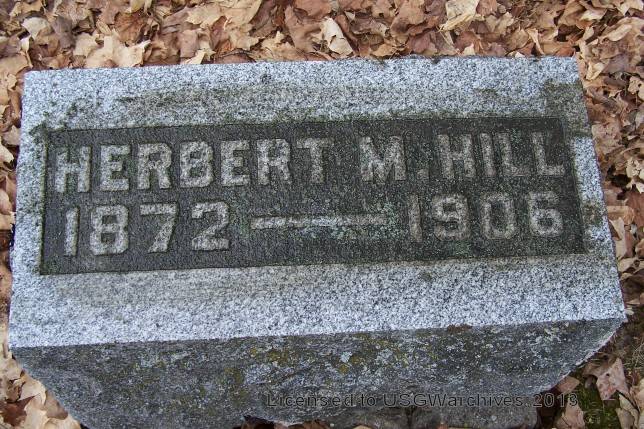 HERBERT M. HILL
1872 — 1906
Licensed to USGWarchives. 2013